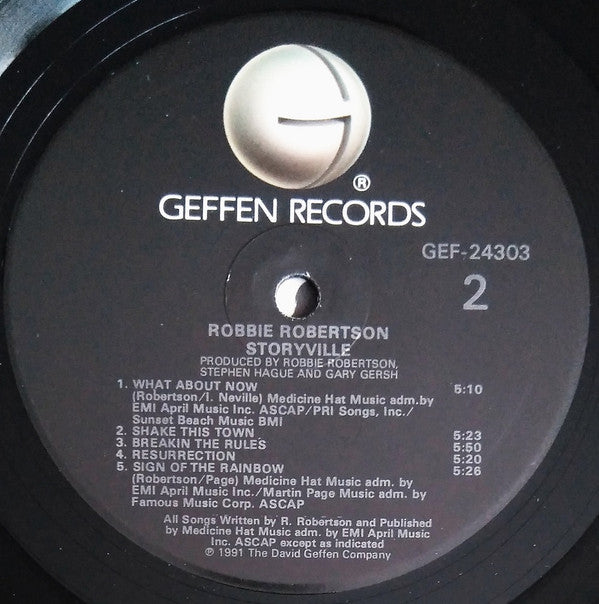 G
®
GEFFEN RECORDS
GEF-24303
2
ROBBIE ROBERTSON
STORYVILLE
PRODUCED BY ROBBIE ROBERTSON,
STEPHEN HAGUE AND GARY GERSH
1. WHAT ABOUT NOW 5:10
(Robertson/I. Neville) Medicine Hat Music adm.by
EMI April Music Inc. ASCAP/PRI Songs, Inc./
Sunset Beach Music BMI
2. SHAKE THIS TOWN 5:23
3. BREAKIN THE RULES 5:50
4. RESURRECTION 5:20
5. SIGN OF THE RAINBOW 5:26
(Robertson/Page) Medicine Hat Music adm. by
EMI April Music Inc./Martin Page Music adm. by
Famous Music Corp. ASCAP
All Songs Written by R. Robertson and Published
by Medicine Hat Music adm. by EMI April Music
Inc. ASCAP except as indicated
℗ 1991 The David Geffen Company